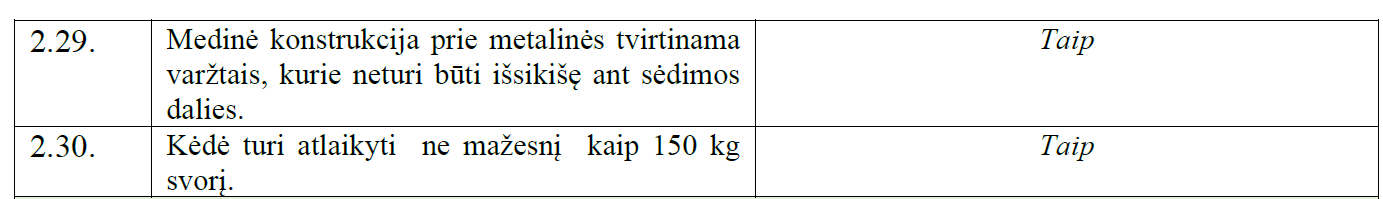 2.29. Medinė konstrukcija prie metalinės tvirtinama Taip
varžtais, kurie neturi būti išsikišę ant sėdimos
dalies.
2.30. Kėdė turi atlaikyti ne mažesnį kaip 150 kg Taip
svorį.